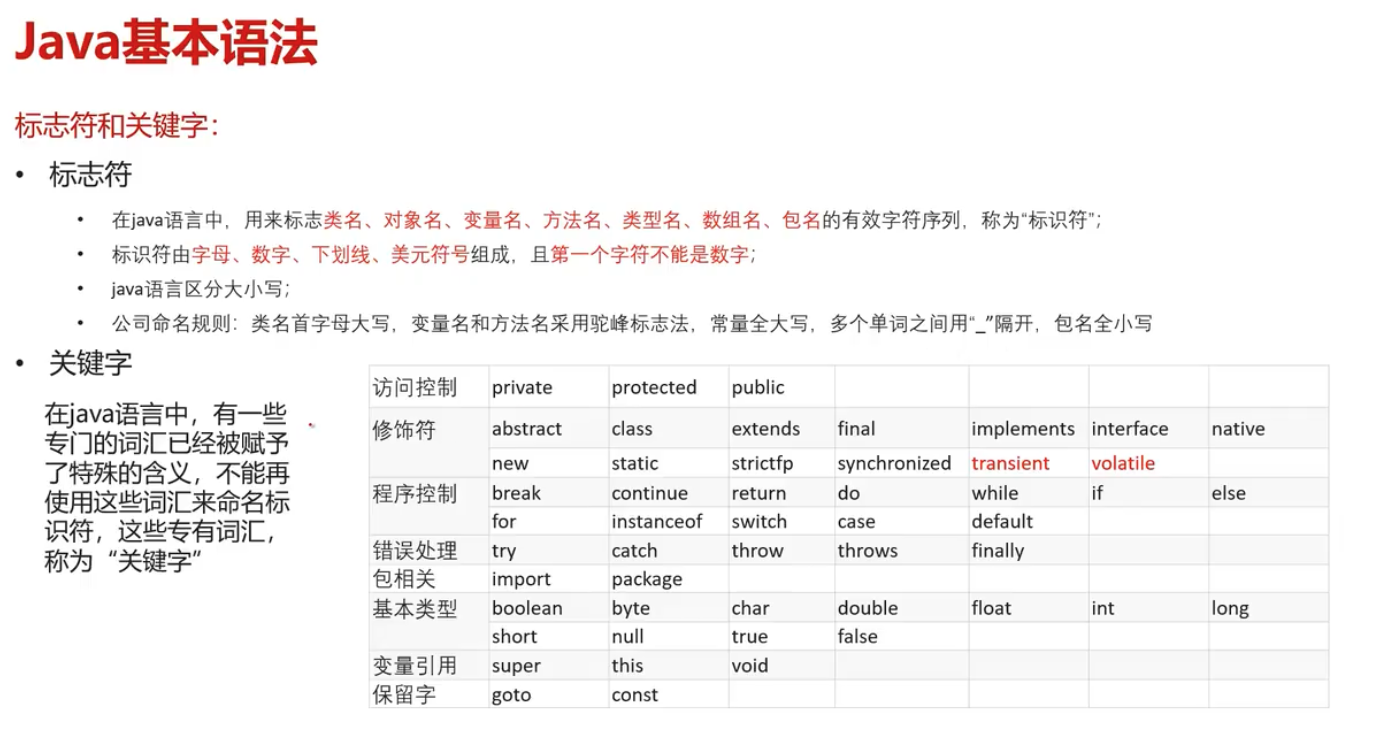 Java基本语法
标志符和关键字：
• 标志符
• 在java语言中，用来标志类名、对象名、变量名、方法名、类型名、数组名、包名的有效字符序列，称为“标识符”；
• 标识符由字母、数字、下划线、美元符号组成，且第一个字符不能是数字；
• java语言区分大小写；
• 公司命名规则：类名首字母大写，变量名和方法名采用驼峰标志法，常量全大写，多个单词之间用“_”隔开，包名全小写
• 关键字
在java语言中，有一些
专门的词汇已经被赋予
了特殊的含义，不能再
使用这些词汇来命名标
识符，这些专有词汇，
称为“关键字”
访问控制 private protected public
修饰符 abstract class extends final implements interface native
new static strictfp synchronized transient volatile
程序控制 break continue return do while if else
for instanceof switch case default
错误处理 try catch throw throws finally
包相关 import package
基本类型 boolean byte char double float int long
short null true false
变量引用 super this void
保留字 goto const